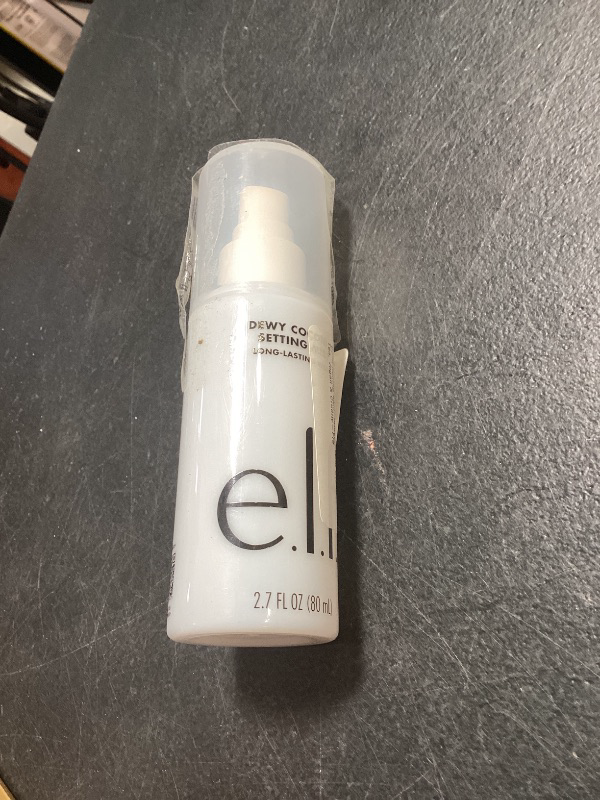 DEWY CO
SETTING
LONG-LASTIN
e.l.
2.7 FL OZ (80 mL)